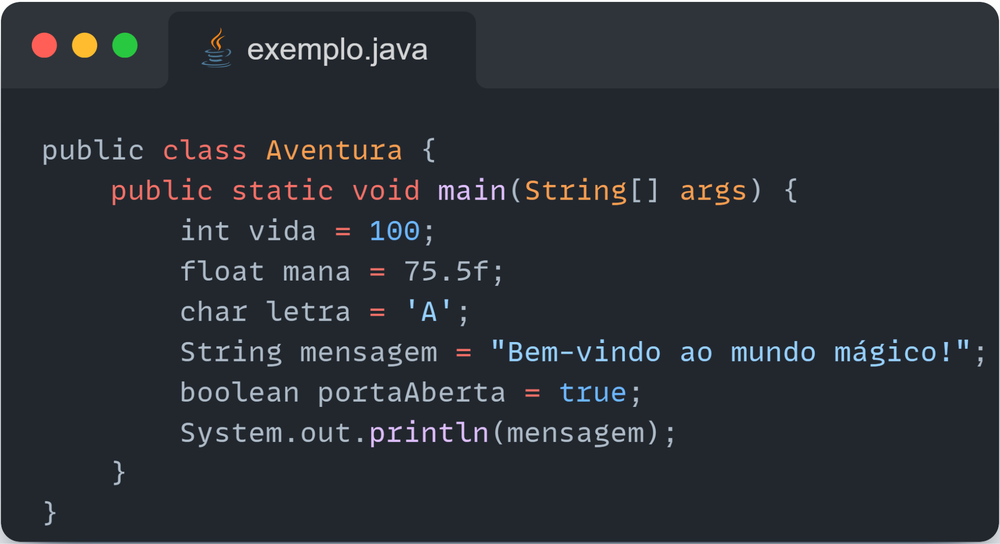 exemplo.java
public class Aventura {
    public static void main(String[] args) {
        int vida = 100;
        float mana = 75.5f;
        char letra = 'A';
        String mensagem = "Bem-vindo ao mundo mágico!";
        boolean portaAberta = true;
        System.out.println(mensagem);
    }
}